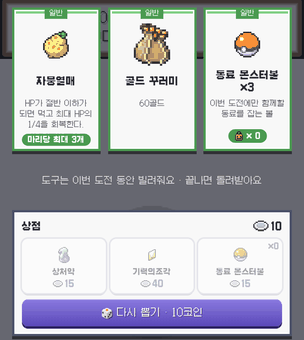 일반
자뭉열매
HP가 절반 이하가
되면 먹고 최대 HP의
1/4을 회복한다.
마리당 최대 3개
일반
골드 꾸러미
60골드
일반
동료 몬스터볼
×3
이번 도전에만 함께할
동료를 잡는 볼
× 0
도구는 이번 도전 동안 빌려줘요 · 끝나면 돌려받아요
상점
10
상처약
15
기력의조각
40
×0
동료 몬스터볼
15
다시 뽑기 · 10코인